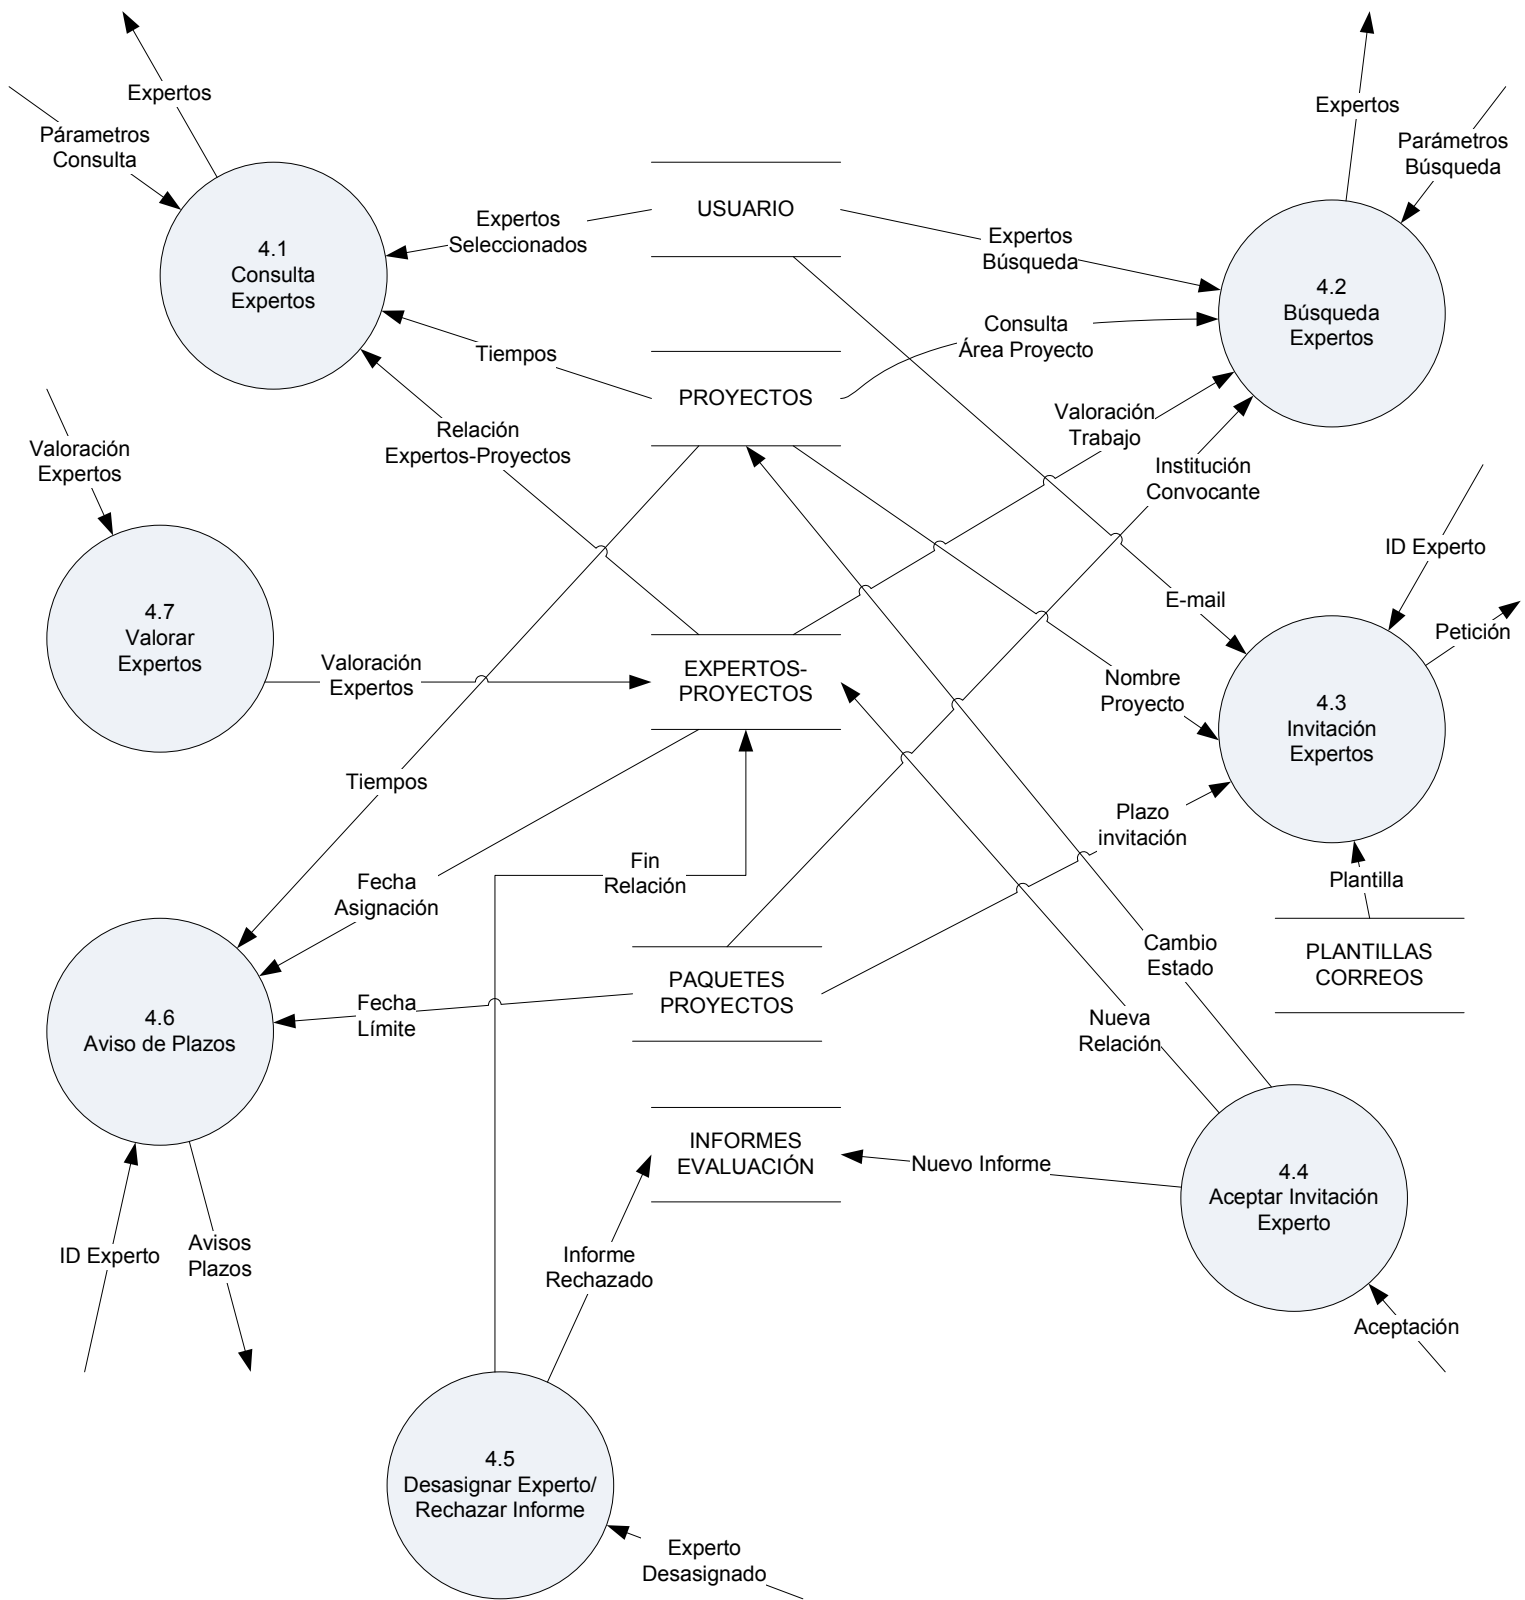 Expertos
Párametros
Consulta
Expertos
Parámetros
Búsqueda
USUARIO
Expertos
Seleccionados
4.1
Consulta
Expertos
Expertos
Búsqueda
4.2
Búsqueda
Expertos
Consulta
Área Proyecto
Tiempos
PROYECTOS
Relación
Expertos-Proyectos
Valoración
Trabajo
Valoración
Expertos
Institución
Convocante
ID Experto
4.7
Valorar
Expertos
E-mail
Petición
Valoración
Expertos
EXPERTOS-
PROYECTOS
Nombre
Proyecto
4.3
Invitación
Expertos
Tiempos
Plazo
invitación
Fin
Relación
Fecha
Asignación
Plantilla
Cambio
Estado
PLANTILLAS
CORREOS
PAQUETES
PROYECTOS
Fecha
Límite
4.6
Aviso de Plazos
Nueva
Relación
INFORMES
EVALUACIÓN
Nuevo Informe
4.4
Aceptar Invitación
Experto
ID Experto
Avisos
Plazos
Informe
Rechazado
Aceptación
4.5
Desasignar Experto/
Rechazar Informe
Experto
Desasignado